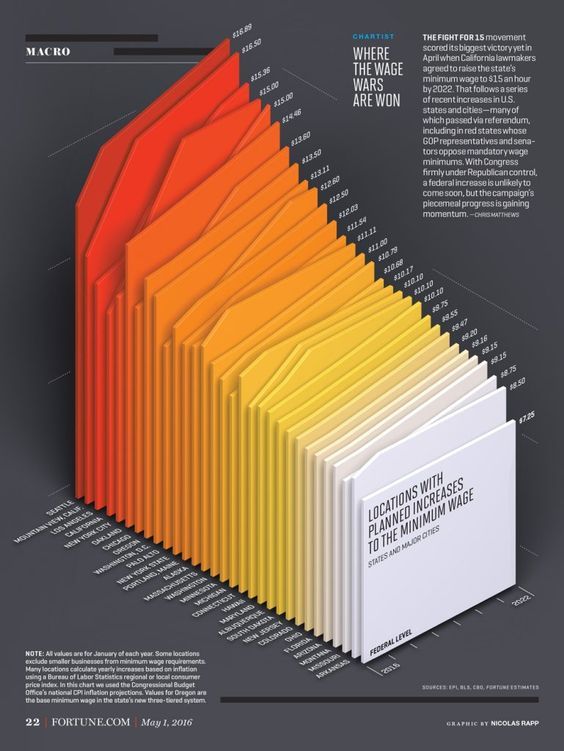 MACRO
CHARTIST
WHERE
THE WAGE
WARS
ARE WON
THE FIGHT FOR 15 movement
scored its biggest victory yet in
April when California lawmakers
agreed to raise the state's
minimum wage to $15 an hour
by 2022. That follows a series
of recent increases in U.S.
states and cities—many of
which passed via referendum,
including in red states whose
GOP representatives and sena-
tors oppose mandatory wage
minimums. With Congress
firmly under Republican control,
a federal increase is unlikely to
come soon, but the campaign's
piecemeal progress is gaining
momentum. —CHRIS MATTHEWS
$16.89
$16.50
$15.36
$15.00
$15.00
$14.46
$13.60
$13.50
$13.11
$12.60
$12.50
$12.03
$11.54
$11.11
$11.00
$10.79
$10.68
$10.17
$10.10
$10.10
$9.75
$9.55
$9.47
$9.20
$9.16
$9.15
$9.15
$8.75
$8.50
$7.25
SEATTLE
MOUNTAIN VIEW, CALIF.
LOS ANGELES
CALIFORNIA
NEW YORK CITY
OAKLAND
CHICAGO
OREGON
WASHINGTON, D.C.
PALO ALTO
NEW YORK STATE
PORTLAND, MAINE
ALASKA
MASSACHUSETTS
WASHINGTON
MINNESOTA
MICHIGAN
CONNECTICUT
HAWAII
MARYLAND
ALBUQUERQUE
SOUTH DAKOTA
NEW JERSEY
COLORADO
OHIO
FLORIDA
ARIZONA
MONTANA
MISSOURI
ARKANSAS
LOCATIONS WITH
PLANNED INCREASES
TO THE MINIMUM WAGE
STATES AND MAJOR CITIES
FEDERAL LEVEL
2016
2022
NOTE: All values are for January of each year. Some locations
exclude smaller businesses from minimum wage requirements.
Many locations calculate yearly increases based on inflation
using a Bureau of Labor Statistics regional or local consumer
price index. In this chart we used the Congressional Budget
Office's national CPI inflation projections. Values for Oregon are
the base minimum wage in the state's new three-tiered system.
SOURCES: EPI, BLS, CBO, FORTUNE ESTIMATES
22 | FORTUNE.COM | May 1, 2016
GRAPHIC BY NICOLAS RAPP